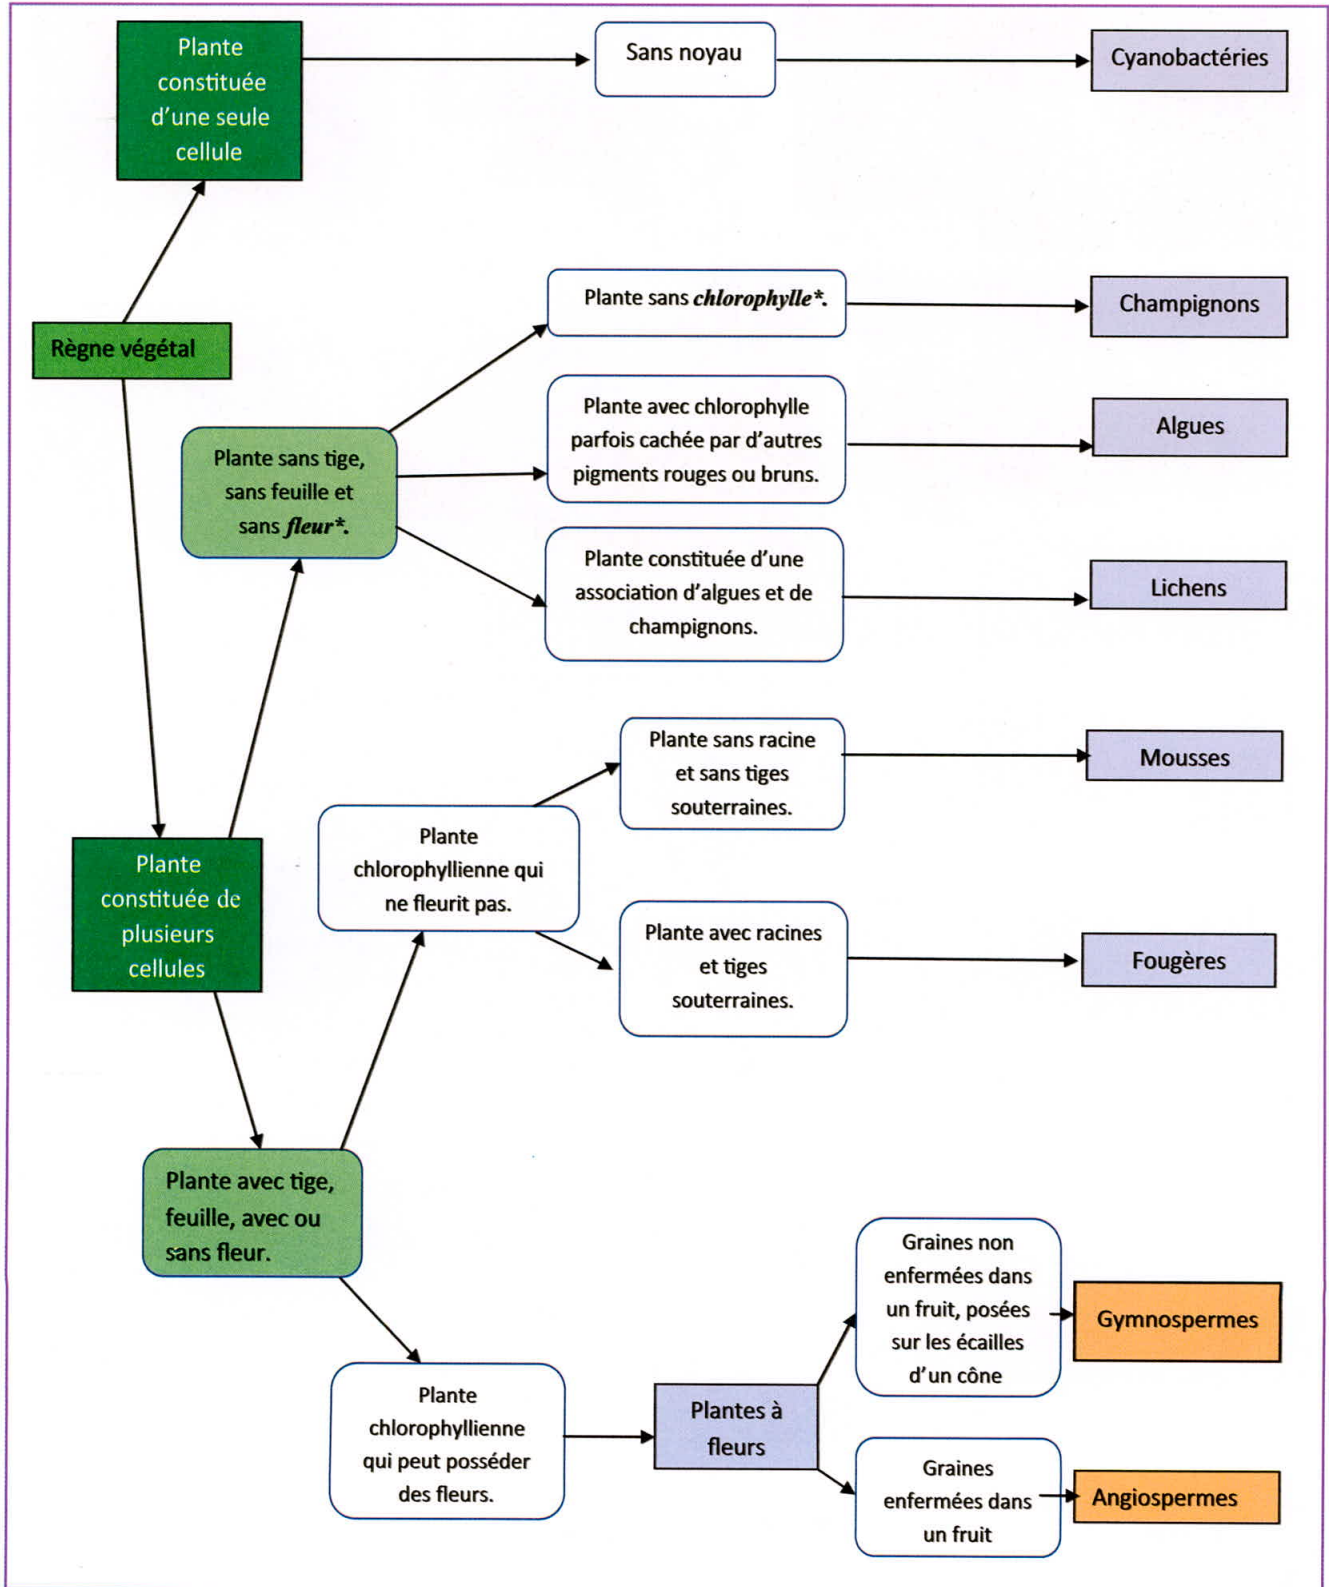 Plante
constituée
d'une seule
cellule
Sans noyau
Cyanobactéries
Règne végétal
Plante sans tige,
sans feuille et
sans fleur*.
Plante sans chlorophylle*.
Champignons
Plante avec chlorophylle
parfois cachée par d'autres
pigments rouges ou bruns.
Algues
Plante constituée d'une
association d'algues et de
champignons.
Lichens
Plante
constituée de
plusieurs
cellules
Plante
chlorophyllienne qui
ne fleurit pas.
Plante sans racine
et sans tiges
souterraines.
Mousses
Plante avec racines
et tiges
souterraines.
Fougères
Plante avec tige,
feuille, avec ou
sans fleur.
Plante
chlorophyllienne
qui peut posséder
des fleurs.
Plantes à
fleurs
Graines non
enfermées dans
un fruit, posées
sur les écailles
d'un cône
Gymnospermes
Graines
enfermées dans
un fruit
Angiospermes